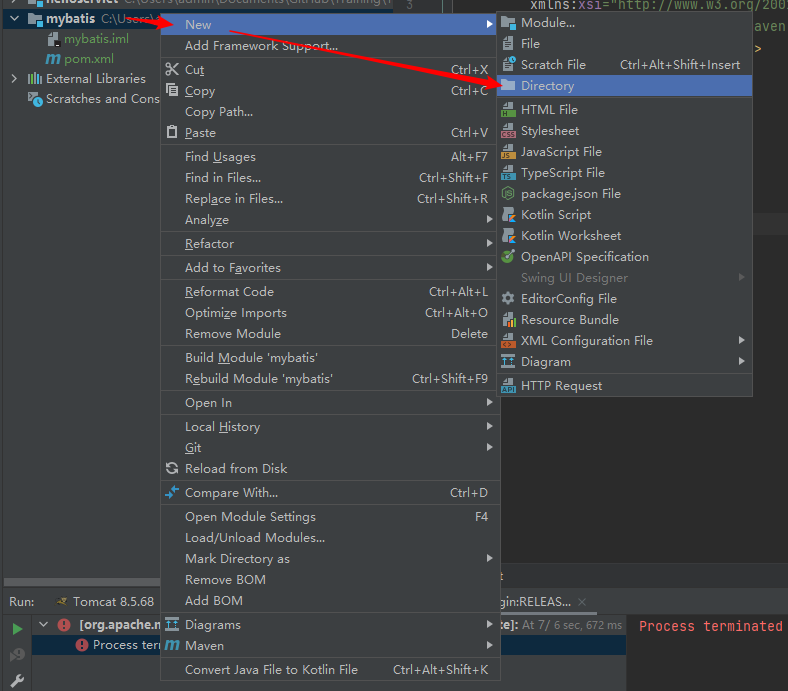 mybatis C:\Users\
mybatis.iml
pom.xml
External Libraries
Scratches and Cons
New
Add Framework Support...
Cut Ctrl+X
Copy Ctrl+C
Copy Path...
Paste Ctrl+V
Find Usages Alt+F7
Find in Files... Ctrl+Shift+F
Replace in Files... Ctrl+Shift+R
Analyze
Refactor
Add to Favorites
Reformat Code Ctrl+Alt+L
Optimize Imports Ctrl+Alt+O
Remove Module Delete
Build Module 'mybatis'
Rebuild Module 'mybatis' Ctrl+Shift+F9
Open In
Local History
Git
Reload from Disk
Compare With... Ctrl+D
Open Module Settings F4
Load/Unload Modules...
Mark Directory as
Remove BOM
Add BOM
Diagrams
Maven
Convert Java File to Kotlin File Ctrl+Alt+Shift+K
3 xmlns:xsi="http://www.w3.org/200
aven
>
Module...
File
Scratch File Ctrl+Alt+Shift+Insert
Directory
HTML File
Stylesheet
JavaScript File
TypeScript File
package.json File
Kotlin Script
Kotlin Worksheet
OpenAPI Specification
Swing UI Designer
EditorConfig File
Resource Bundle
XML Configuration File
Diagram
HTTP Request
Run: Tomcat 8.5.68 gin:RELEAS...
[org.apache.m ce]: At 7/ 6 sec, 672 ms
Process terr
Process terminated